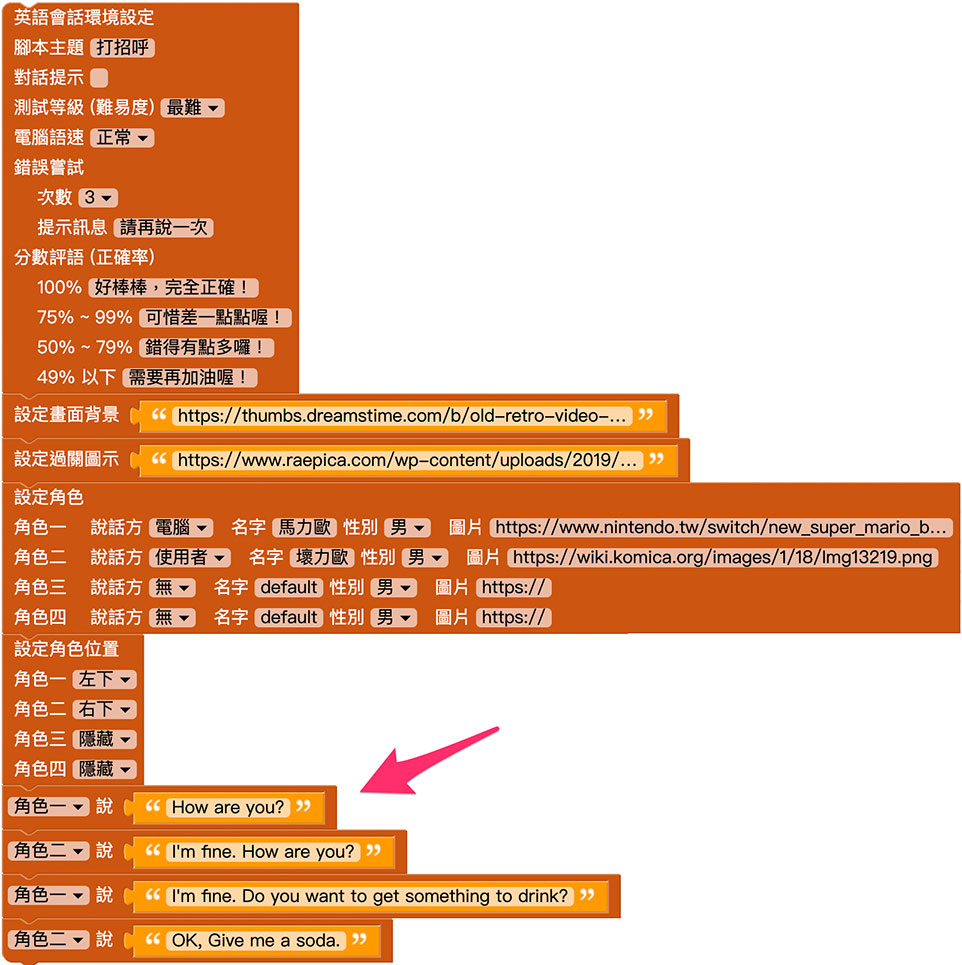 英語會話環境設定
腳本主題 打招呼
對話提示
測試等級 (難易度) 最難
電腦語速 正常
錯誤嘗試
次數 3
提示訊息 請再說一次
分數評語 (正確率)
100% 好棒棒，完全正確！
75% ~ 99% 可惜差一點點喔！
50% ~ 79% 錯得有點多囉！
49% 以下 需要再加油喔！
設定畫面背景 “ https://thumbs.dreamstime.com/b/old-retro-video-... ”
設定過關圖示 “ https://www.raepica.com/wp-content/uploads/2019/... ”
設定角色
角色一 說話方 電腦 名字 馬力歐 性別 男 圖片 https://www.nintendo.tw/switch/new_super_mario_b...
角色二 說話方 使用者 名字 壞力歐 性別 男 圖片 https://wiki.komica.org/images/1/18/Img13219.png
角色三 說話方 無 名字 default 性別 男 圖片 https://
角色四 說話方 無 名字 default 性別 男 圖片 https://
設定角色位置
角色一 左下
角色二 右下
角色三 隱藏
角色四 隱藏
角色一 說 “ How are you? ”
角色二 說 “ I'm fine. How are you? ”
角色一 說 “ I'm fine. Do you want to get something to drink? ”
角色二 說 “ OK, Give me a soda. ”